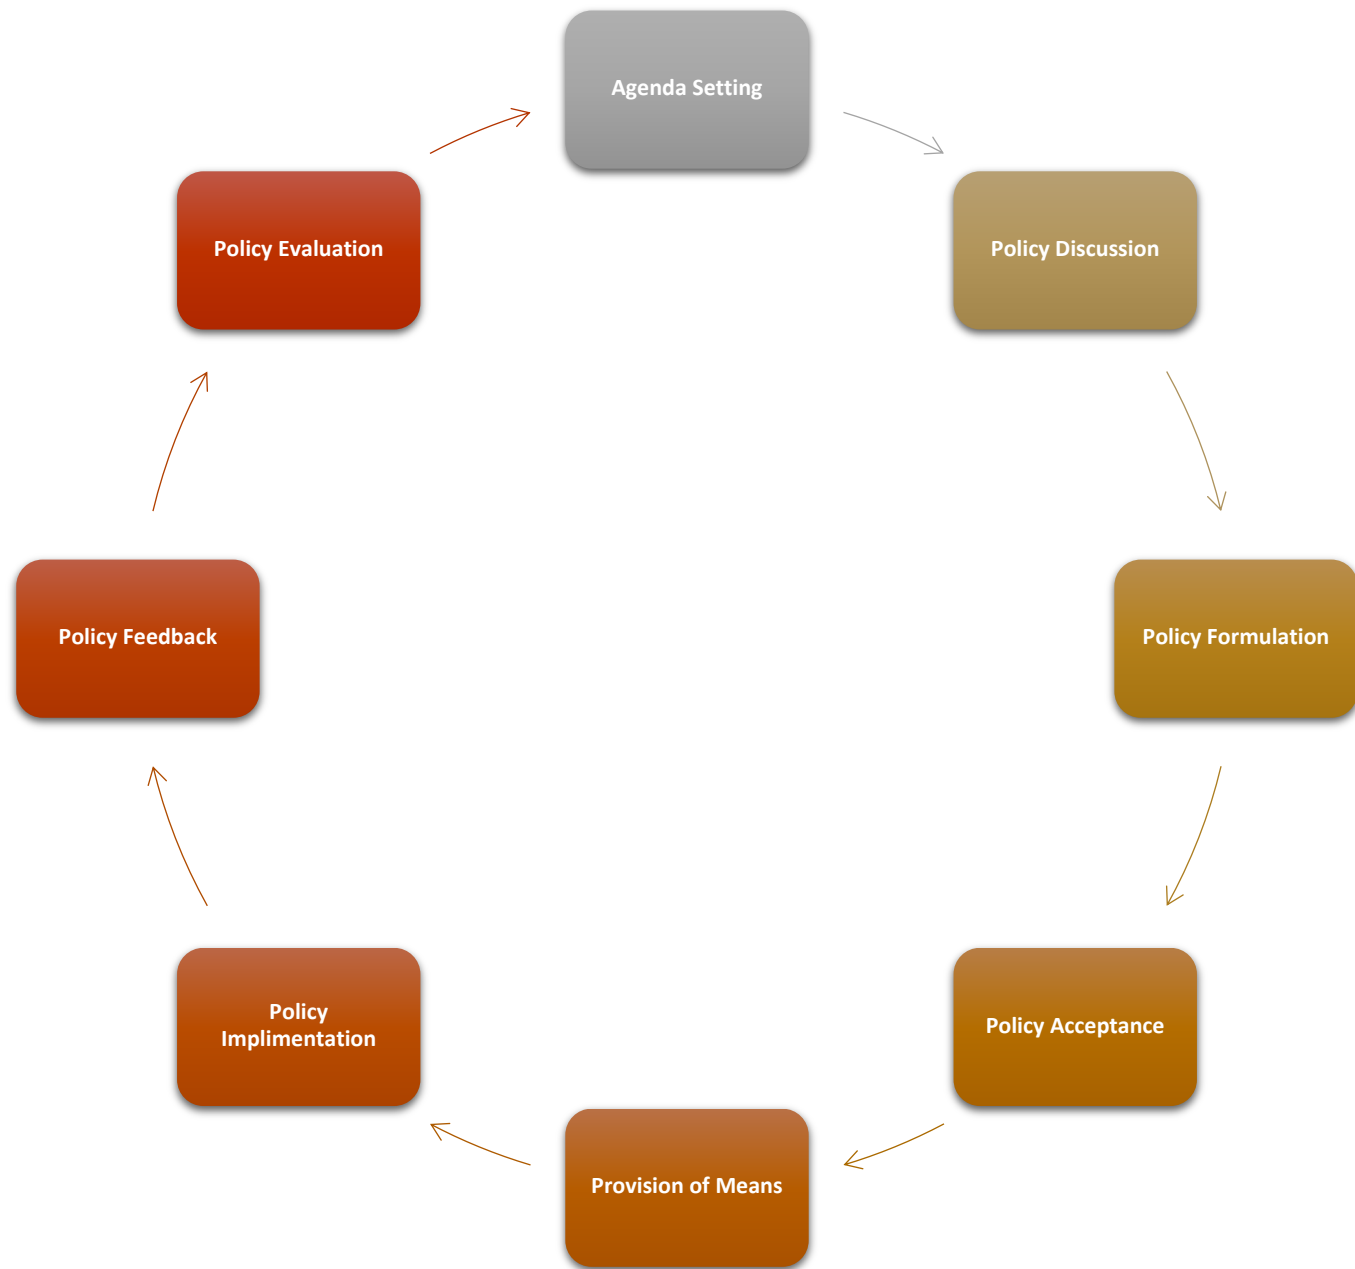 Agenda Setting
Policy Discussion
Policy Formulation
Policy Acceptance
Provision of Means
Policy
Implimentation
Policy Feedback
Policy Evaluation